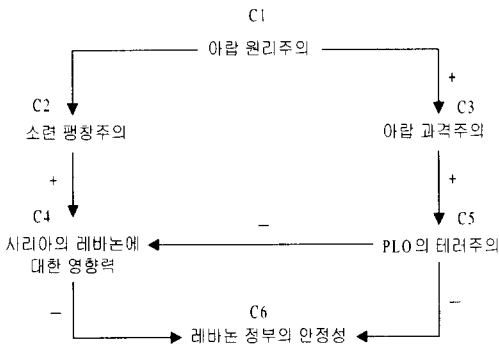 C1
아랍 원리주의
+
C2
C3
소련 팽창주의
아랍 과격주의
+
+
C4
C5
시리아의 레바논에
대한 영향력
−
PLO의 테러주의
C6
−
−
레바논 정부의 안정성